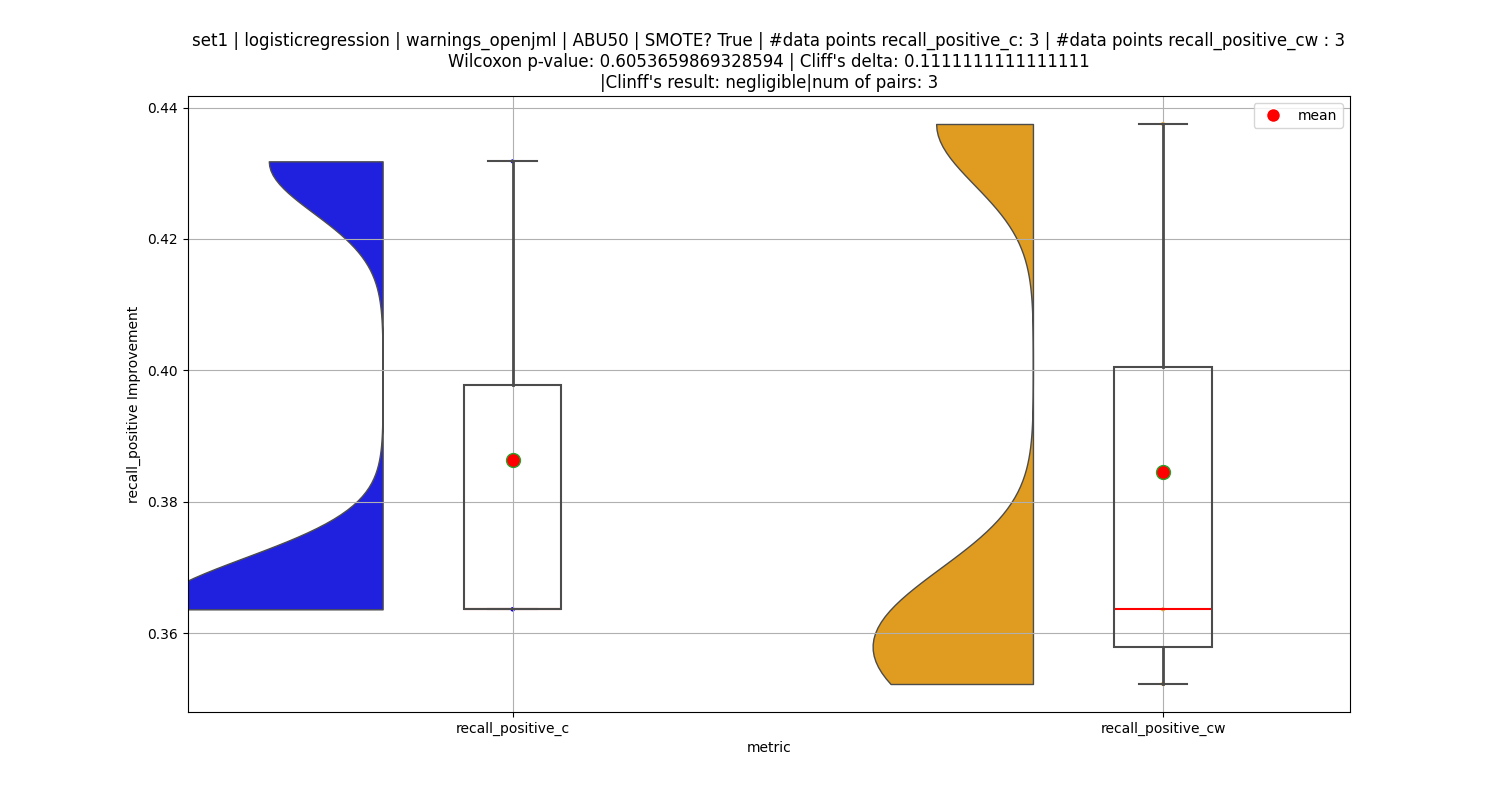 set1 | logisticregression | warnings_openjml | ABU50 | SMOTE? True | #data points recall_positive_c: 3 | #data points recall_positive_cw : 3
Wilcoxon p-value: 0.6053659869328594 | Cliff's delta: 0.1111111111111111
|Clinff's result: negligible|num of pairs: 3
mean
recall_positive Improvement
0.44
0.42
0.40
0.38
0.36
recall_positive_c
recall_positive_cw
metric